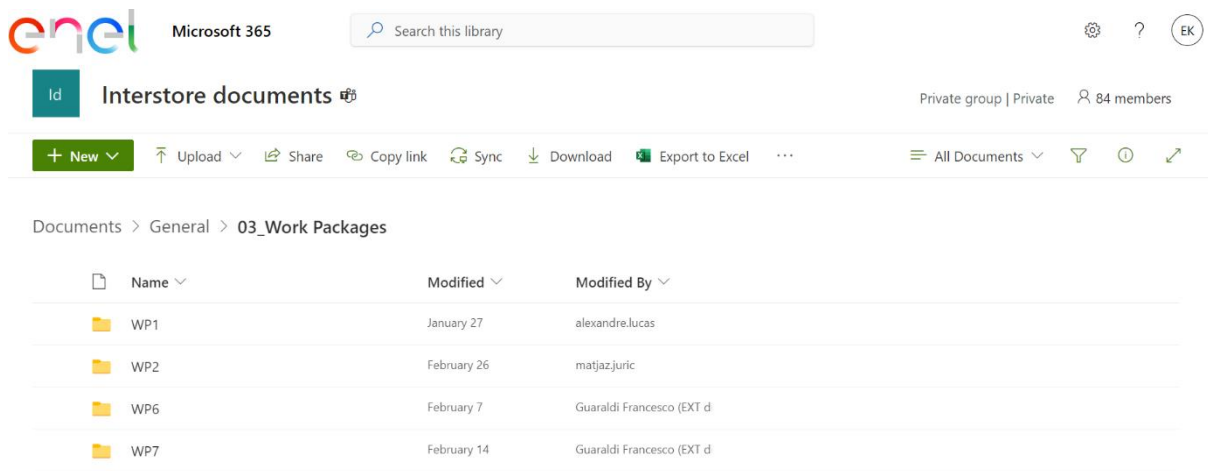 enel Microsoft 365 Search this library ? EK
Id Interstore documents Private group | Private 84 members
+ New Upload Share Copy link Sync Download Export to Excel ... All Documents
Documents > General > 03_Work Packages
Name Modified Modified By
WP1 January 27 alexandre.lucas
WP2 February 26 matjaz.juric
WP6 February 7 Guaraldi Francesco (EXT d
WP7 February 14 Guaraldi Francesco (EXT d